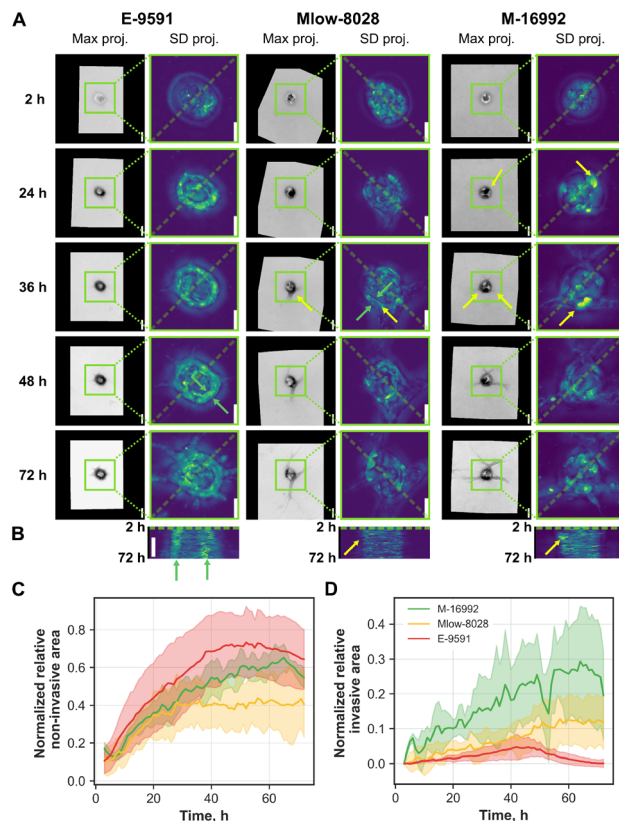 A
E-9591 Mlow-8028 M-16992
Max proj. SD proj. Max proj. SD proj. Max proj. SD proj.
2 h
24 h
36 h
48 h
72 h
B
2 h 2 h 2 h
72 h 72 h 72 h
C
Normalized relative
non-invasive area
0.8
0.6
0.4
0.2
0.0
0 20 40 60
Time, h
D
Normalized relative
invasive area
0.4
0.3
0.2
0.1
0.0
M-16992
Mlow-8028
E-9591
0 20 40 60
Time, h